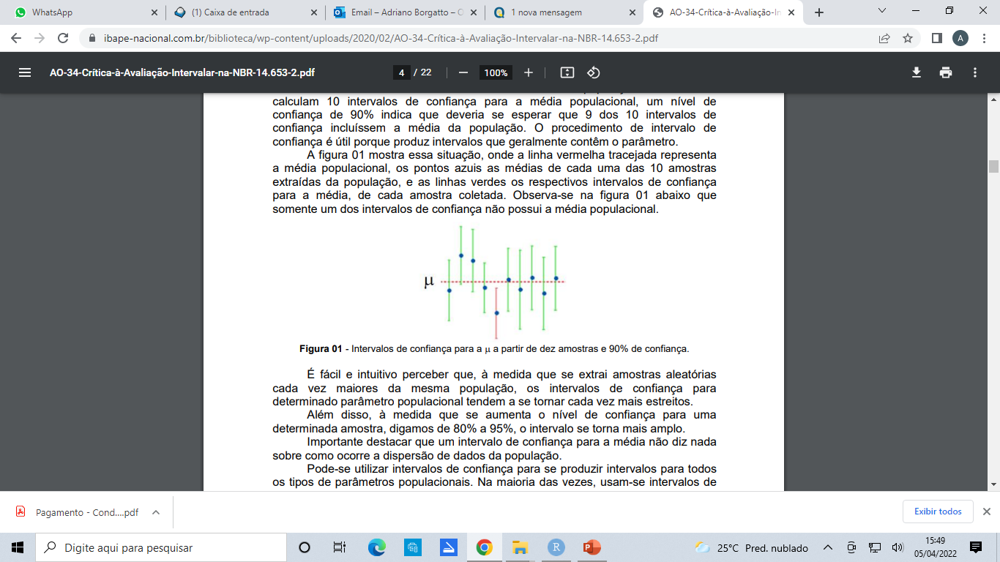 WhatsApp
(1) Caixa de entrada
Email – Adriano Borgatto – O
1 nova mensagem
AO-34-Crítica-à-Avaliação-In
ibape-nacional.com.br/biblioteca/wp-content/uploads/2020/02/AO-34-Crítica-à-Avaliação-Intervalar-na-NBR-14.653-2.pdf
A
AO-34-Crítica-à-Avaliação-Intervalar-na-NBR-14.653-2.pdf
4 / 22
100%
calculam 10 intervalos de confiança para a média populacional, um nível de
confiança de 90% indica que deveria se esperar que 9 dos 10 intervalos de
confiança incluíssem a média da população. O procedimento de intervalo de
confiança é útil porque produz intervalos que geralmente contêm o parâmetro.
A figura 01 mostra essa situação, onde a linha vermelha tracejada representa
a média populacional, os pontos azuis as médias de cada uma das 10 amostras
extraídas da população, e as linhas verdes os respectivos intervalos de confiança
para a média, de cada amostra coletada. Observa-se na figura 01 abaixo que
somente um dos intervalos de confiança não possui a média populacional.
μ
Figura 01 - Intervalos de confiança para a μ a partir de dez amostras e 90% de confiança.
É fácil e intuitivo perceber que, à medida que se extrai amostras aleatórias
cada vez maiores da mesma população, os intervalos de confiança para
determinado parâmetro populacional tendem a se tornar cada vez mais estreitos.
Além disso, à medida que se aumenta o nível de confiança para uma
determinada amostra, digamos de 80% a 95%, o intervalo se torna mais amplo.
Importante destacar que um intervalo de confiança para a média não diz nada
sobre como ocorre a dispersão de dados da população.
Pode-se utilizar intervalos de confiança para se produzir intervalos para todos
os tipos de parâmetros populacionais. Na maioria das vezes, usam-se intervalos de
Pagamento - Cond....pdf
Exibir todos
Digite aqui para pesquisar
R
P
25°C Pred. nublado
15:49
05/04/2022